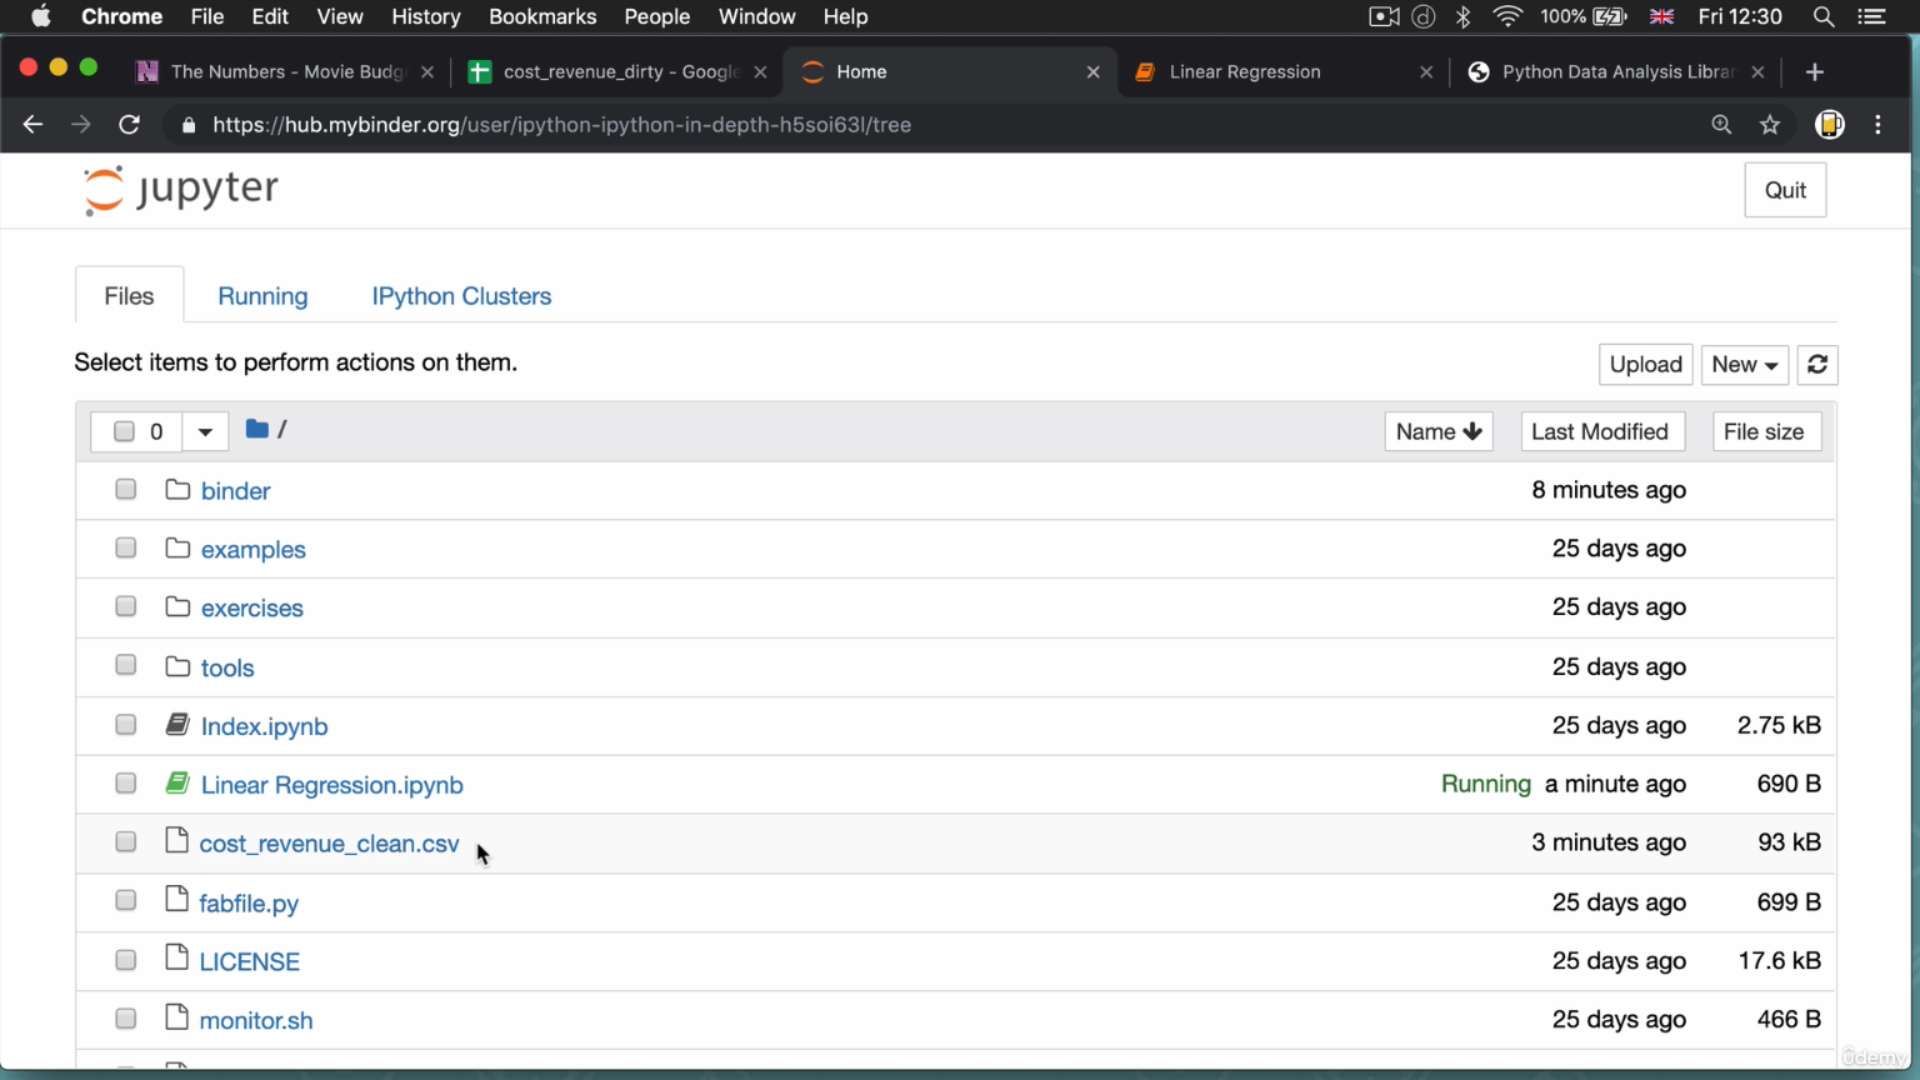 Chrome File Edit View History Bookmarks People Window Help 100% Fri 12:30
The Numbers - Movie Budg cost_revenue_dirty - Google Home Linear Regression Python Data Analysis Librar
https://hub.mybinder.org/user/ipython-ipython-in-depth-h5soi63l/tree
jupyter Quit
Files Running IPython Clusters
Select items to perform actions on them. Upload New
0 / Name Last Modified File size
binder 8 minutes ago
examples 25 days ago
exercises 25 days ago
tools 25 days ago
Index.ipynb 25 days ago 2.75 kB
Linear Regression.ipynb Running a minute ago 690 B
cost_revenue_clean.csv 3 minutes ago 93 kB
fabfile.py 25 days ago 699 B
LICENSE 25 days ago 17.6 kB
monitor.sh 25 days ago 466 B
ûdemy